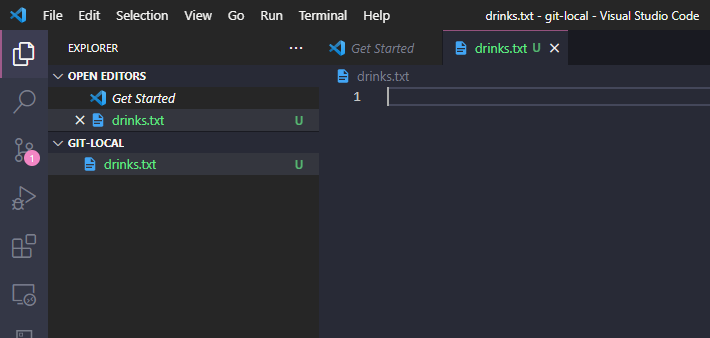 File Edit Selection View Go Run Terminal Help drinks.txt - git-local - Visual Studio Code
EXPLORER ···
Get Started
drinks.txt U
OPEN EDITORS
Get Started
drinks.txt U
GIT-LOCAL
drinks.txt U
drinks.txt
1
1